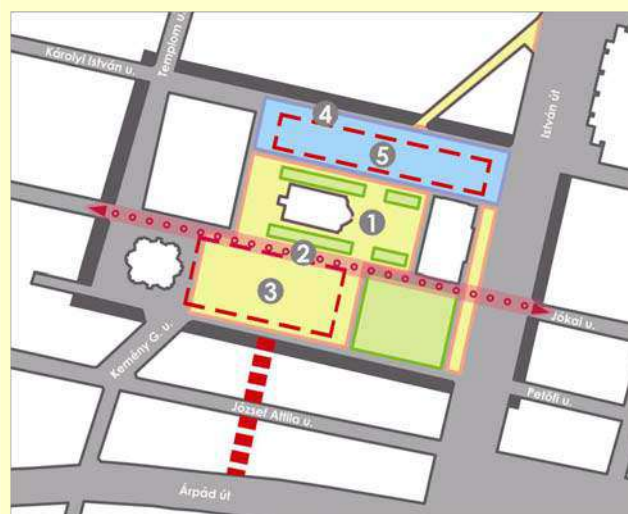 Károlyi István u.
Templom u.
István út
4
5
1
2
3
Jókai u.
Kemény G. u.
József Attila u.
Petőfi u.
Árpád út